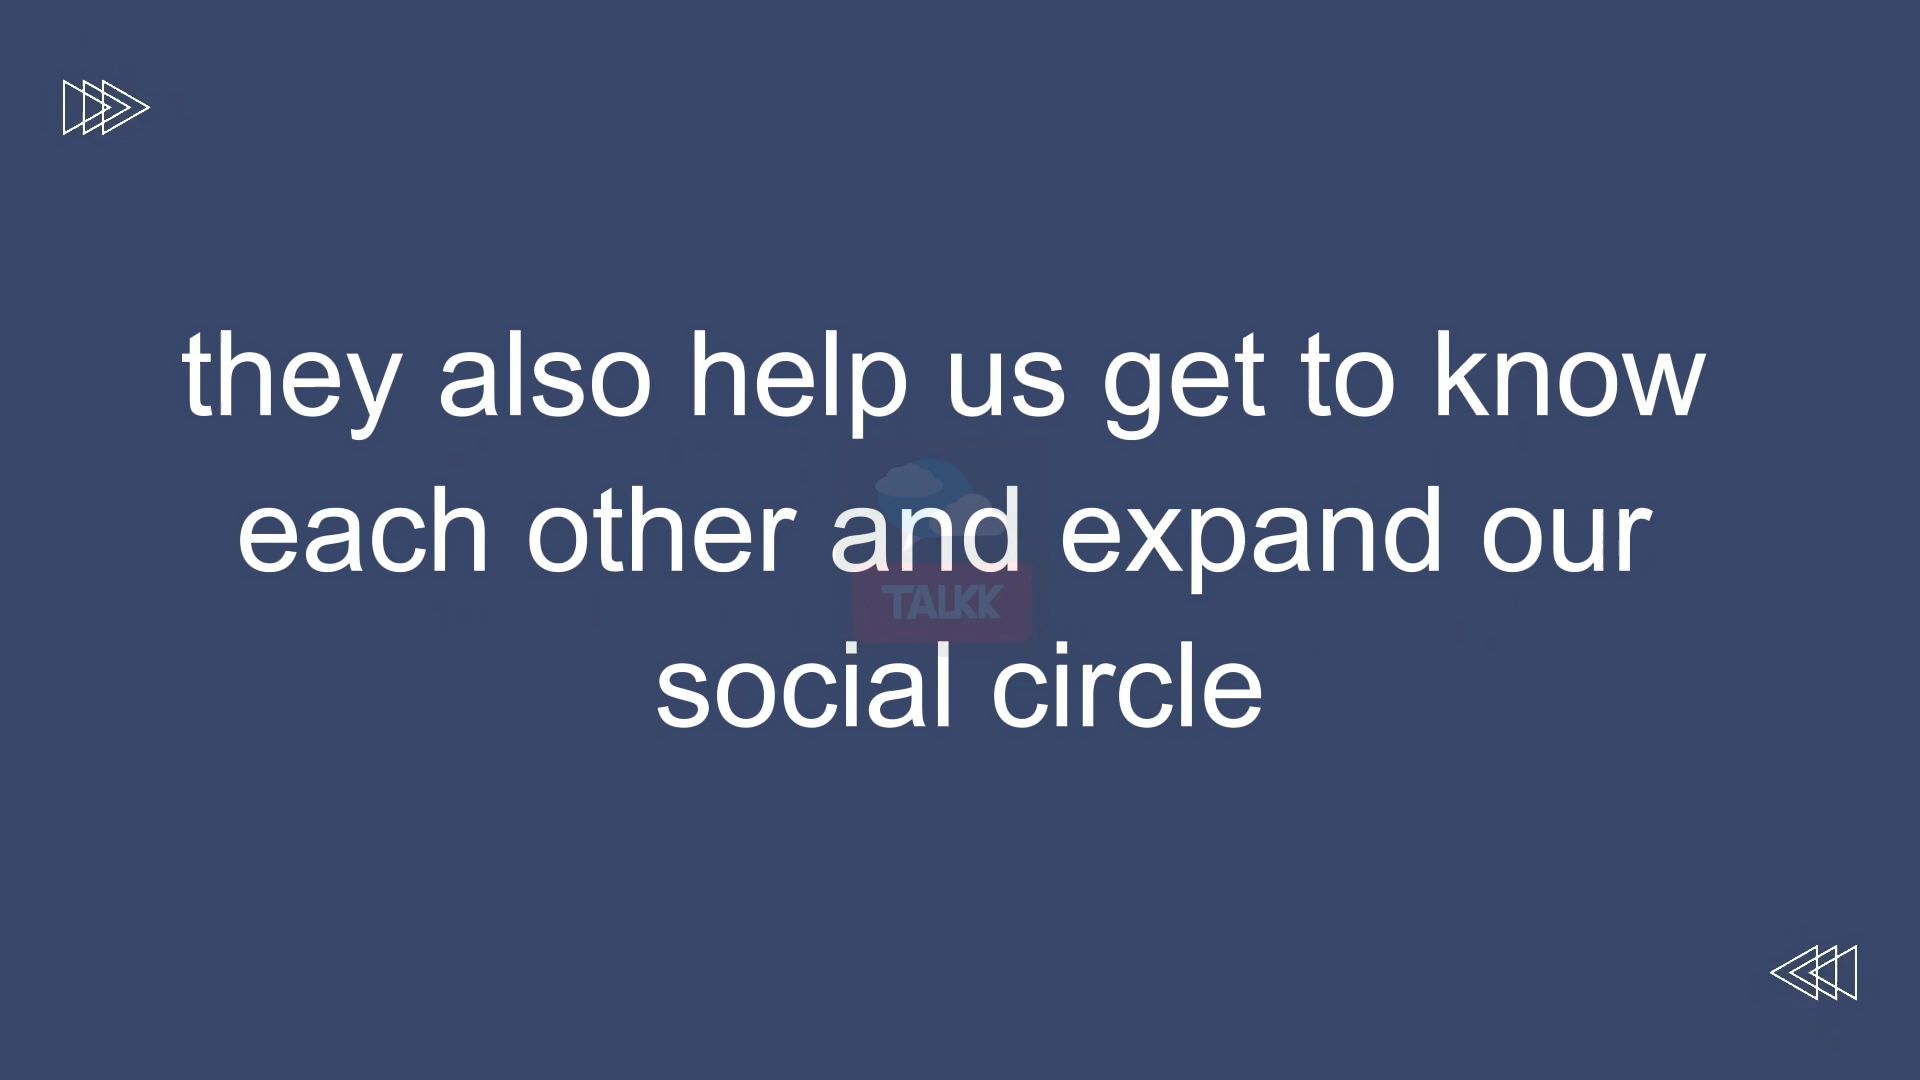 they also help us get to know
each other and expand our
TALKK
social circle